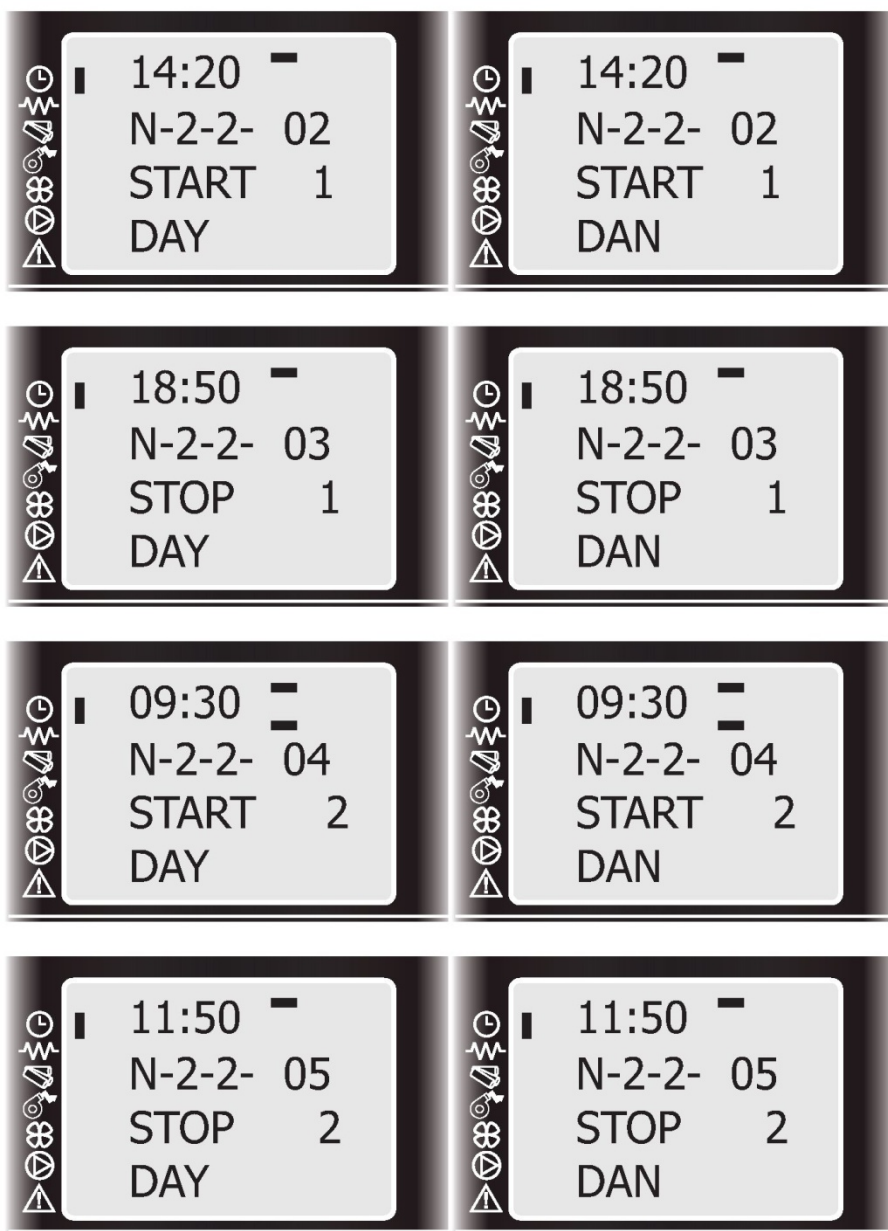 14:20
N-2-2- 02
START 1
DAY
14:20
N-2-2- 02
START 1
DAN
18:50
N-2-2- 03
STOP 1
DAY
18:50
N-2-2- 03
STOP 1
DAN
09:30
N-2-2- 04
START 2
DAY
09:30
N-2-2- 04
START 2
DAN
11:50
N-2-2- 05
STOP 2
DAY
11:50
N-2-2- 05
STOP 2
DAN